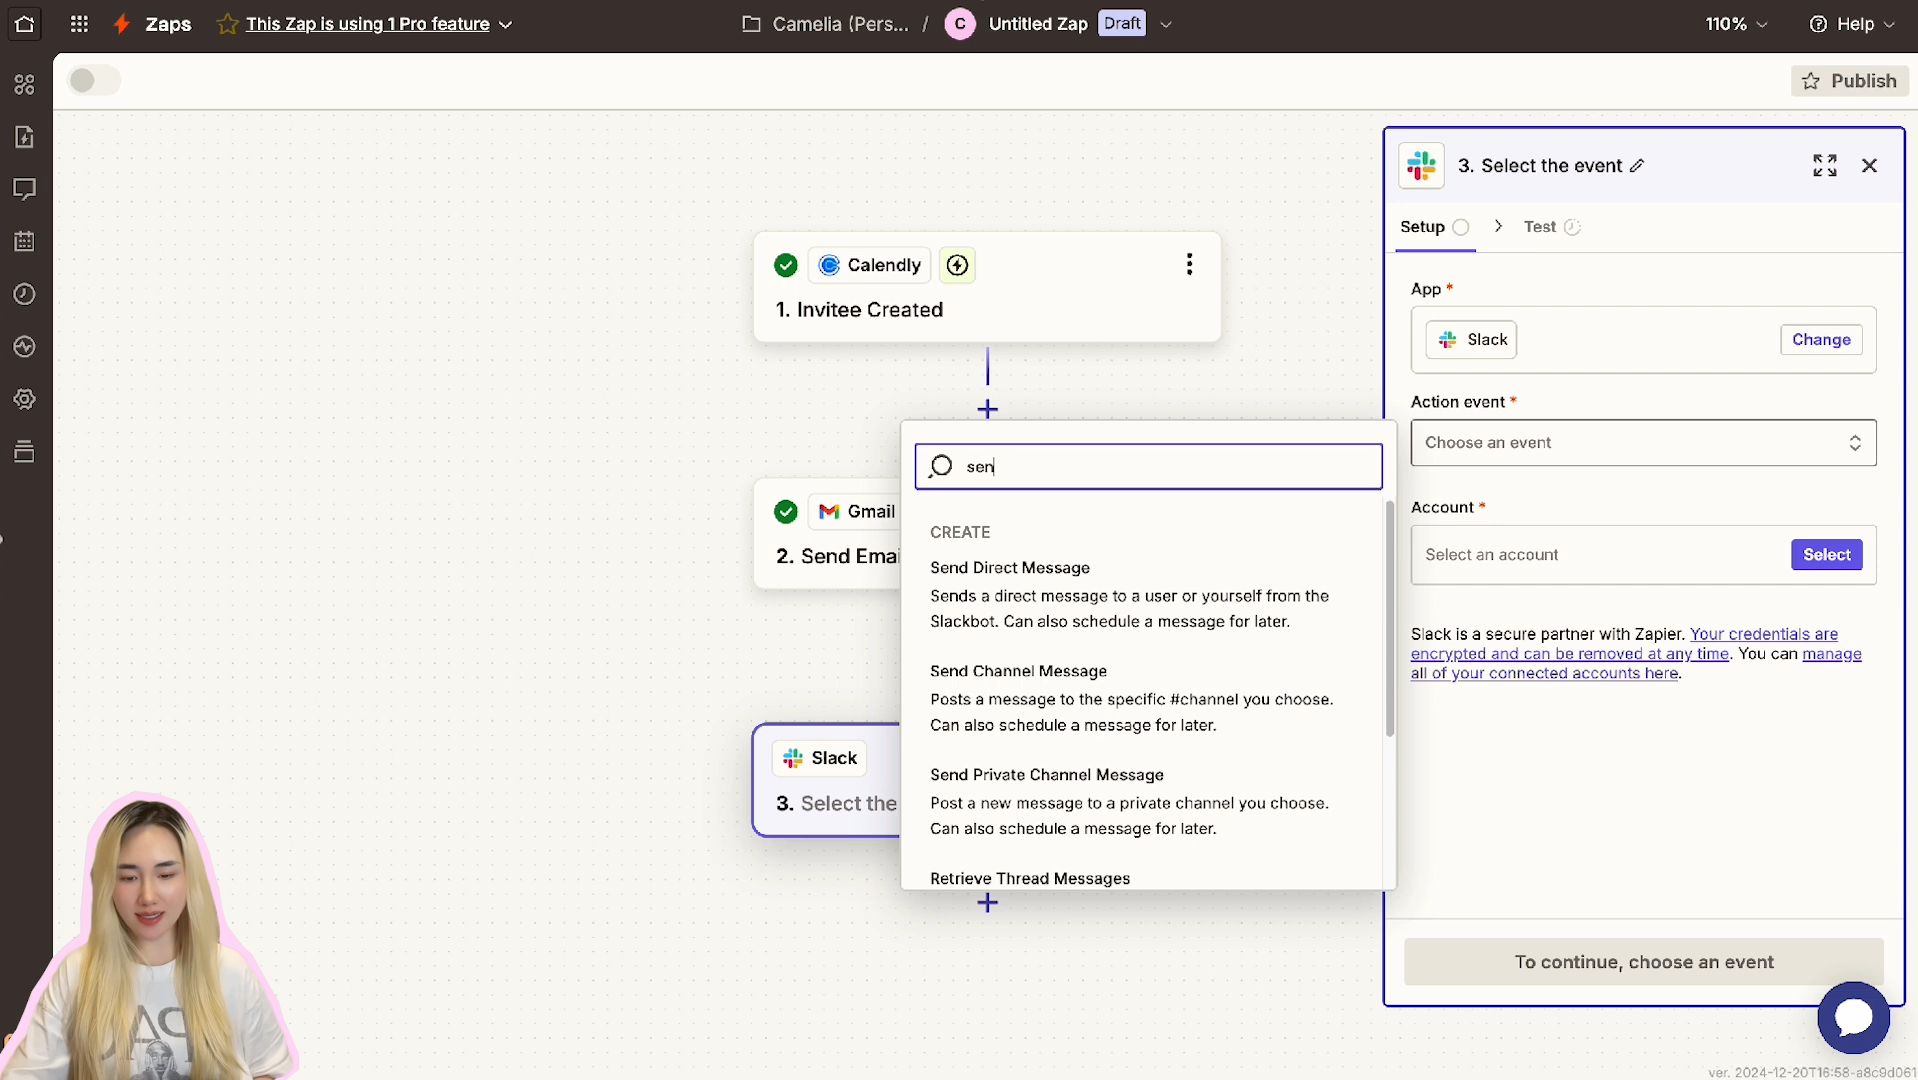 Zaps
This Zap is using 1 Pro feature
Camelia (Pers... / C Untitled Zap Draft
110%
Help
Publish
3. Select the event
Setup
Test
Calendly
1. Invitee Created
App *
Slack
Change
Action event *
Choose an event
sen
Gmail
2. Send Emai
CREATE
Send Direct Message
Sends a direct message to a user or yourself from the
Slackbot. Can also schedule a message for later.
Send Channel Message
Posts a message to the specific #channel you choose.
Can also schedule a message for later.
Send Private Channel Message
Post a new message to a private channel you choose.
Can also schedule a message for later.
Retrieve Thread Messages
Account *
Select an account
Select
Slack is a secure partner with Zapier. Your credentials are
encrypted and can be removed at any time. You can manage
all of your connected accounts here.
Slack
3. Select the
To continue, choose an event
ver. 2024-12-20T16:58-a8c9d061